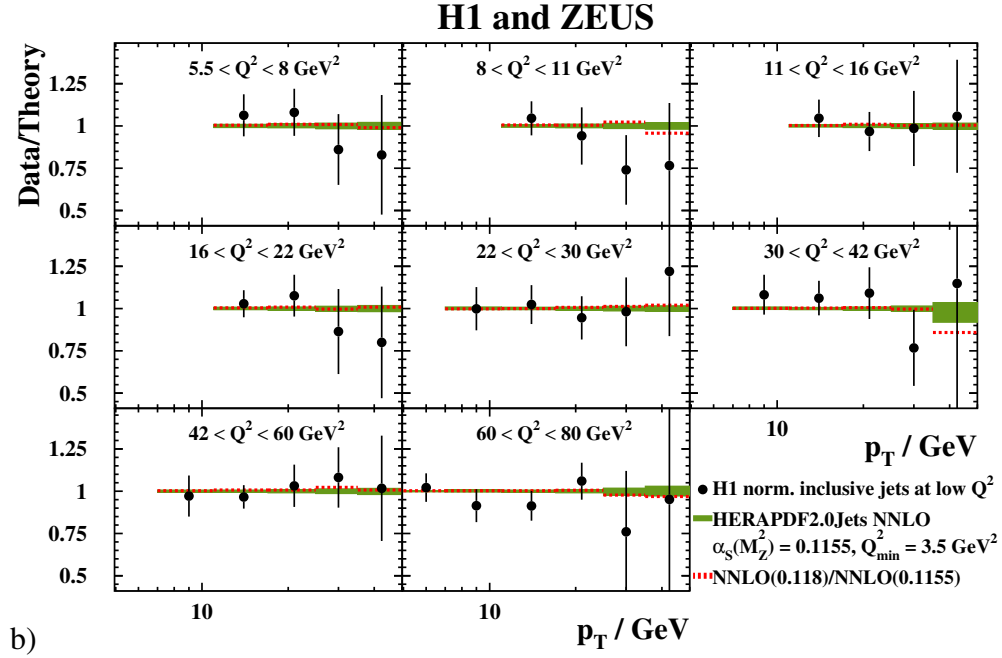 H1 and ZEUS
Data/Theory
5.5 < Q² < 8 GeV²
8 < Q² < 11 GeV²
11 < Q² < 16 GeV²
1.25
1
0.75
0.5
16 < Q² < 22 GeV²
22 < Q² < 30 GeV²
30 < Q² < 42 GeV²
1.25
1
0.75
0.5
42 < Q² < 60 GeV²
60 < Q² < 80 GeV²
1.25
1
0.75
0.5
10
10
10
p_T / GeV
p_T / GeV
H1 norm. inclusive jets at low Q²
HERAPDF2.0Jets NNLO
α_S(M_Z²) = 0.1155, Q²_min = 3.5 GeV²
NNLO(0.118)/NNLO(0.1155)
b)